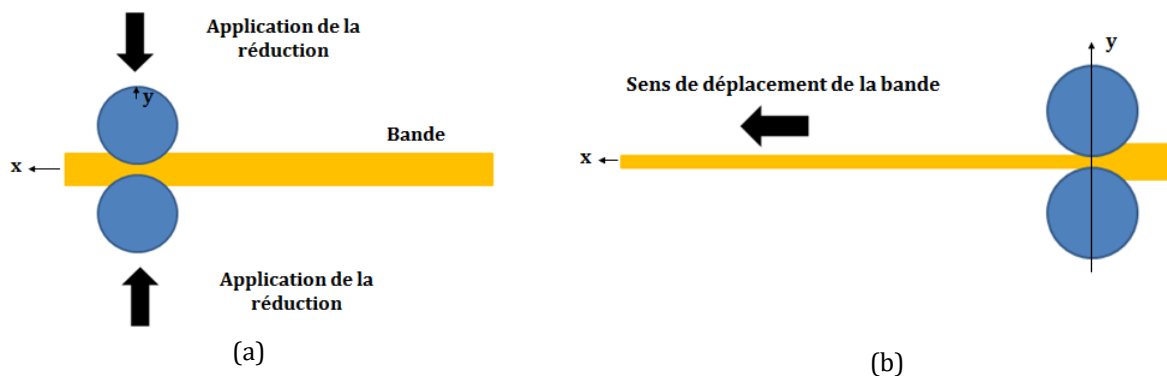 Application de la
réduction
y
Bande
x
Application de la
réduction
(a)
y
Sens de déplacement de la bande
x
(b)